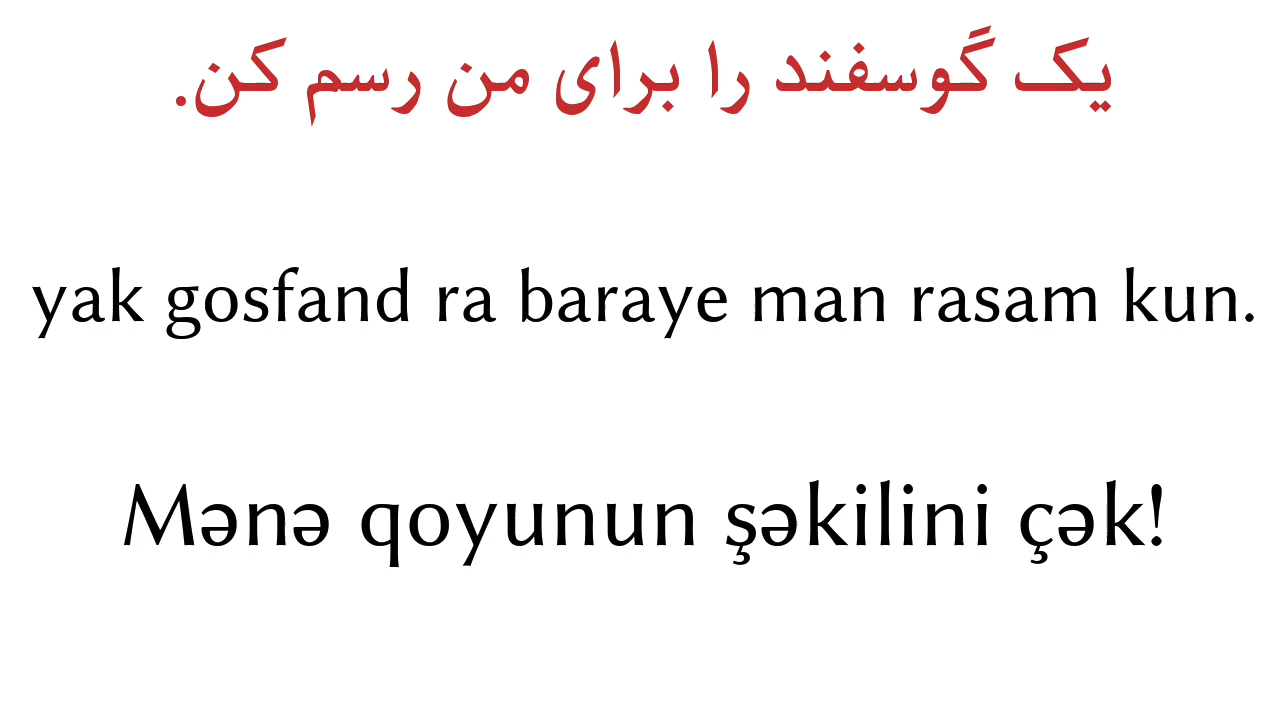 یک گوسفند را برای من رسم کن.
yak gosfand ra baraye man rasam kun.
Mənə qoyunun şəkilini çək!